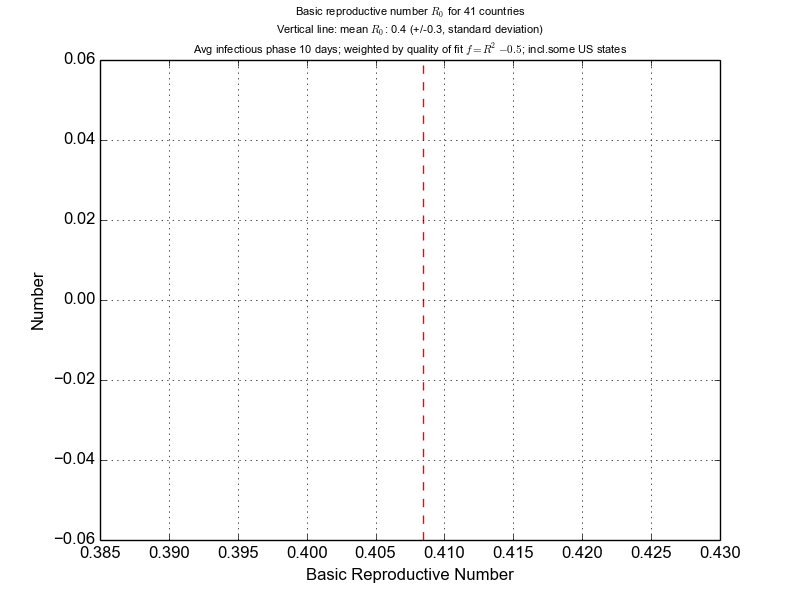 Basic reproductive number R₀ for 41 countries
Vertical line: mean R₀: 0.4 (+/-0.3, standard deviation)
Avg infectious phase 10 days; weighted by quality of fit f=R² −0.5; incl.some US states
0.06
0.04
0.02
0.00
−0.02
−0.04
−0.06
Number
0.385 0.390 0.395 0.400 0.405 0.410 0.415 0.420 0.425 0.430
Basic Reproductive Number